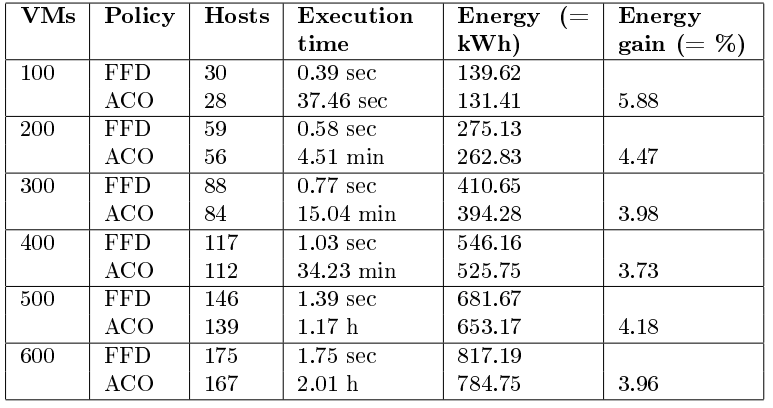 VMs Policy Hosts Execution time Energy (= kWh) Energy gain (= %)
100 FFD 30 0.39 sec 139.62
ACO 28 37.46 sec 131.41 5.88
200 FFD 59 0.58 sec 275.13
ACO 56 4.51 min 262.83 4.47
300 FFD 88 0.77 sec 410.65
ACO 84 15.04 min 394.28 3.98
400 FFD 117 1.03 sec 546.16
ACO 112 34.23 min 525.75 3.73
500 FFD 146 1.39 sec 681.67
ACO 139 1.17 h 653.17 4.18
600 FFD 175 1.75 sec 817.19
ACO 167 2.01 h 784.75 3.96